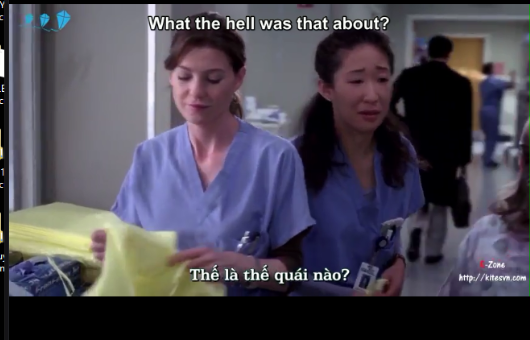 What the hell was that about?
Thế là thế quái nào?
-Zone
http://kitesvn.com